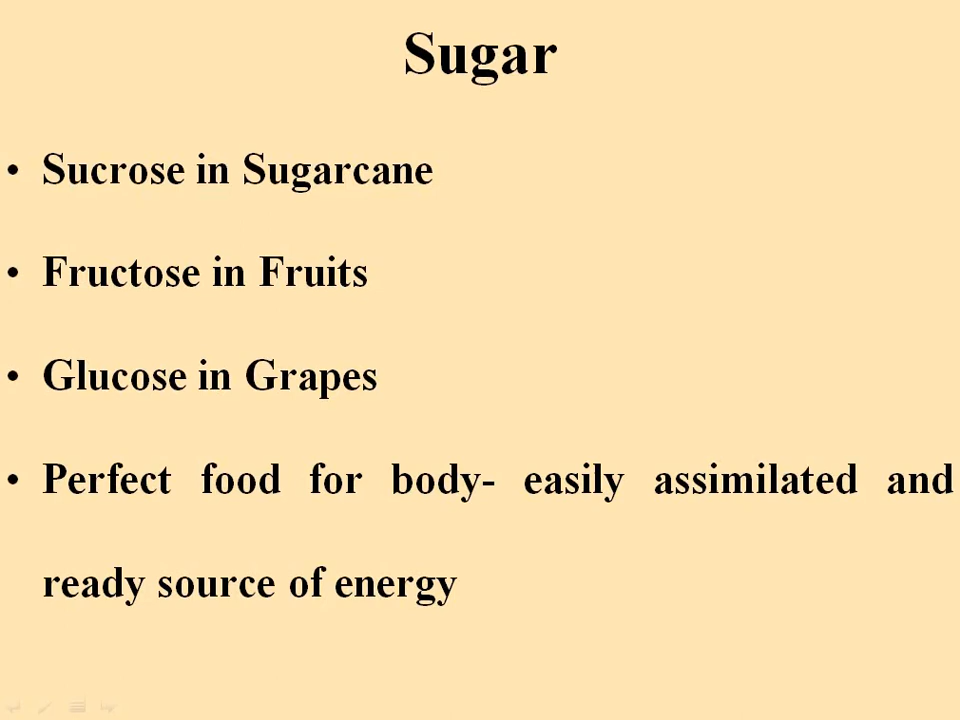 Sugar
• Sucrose in Sugarcane
• Fructose in Fruits
• Glucose in Grapes
• Perfect food for body- easily assimilated and
ready source of energy